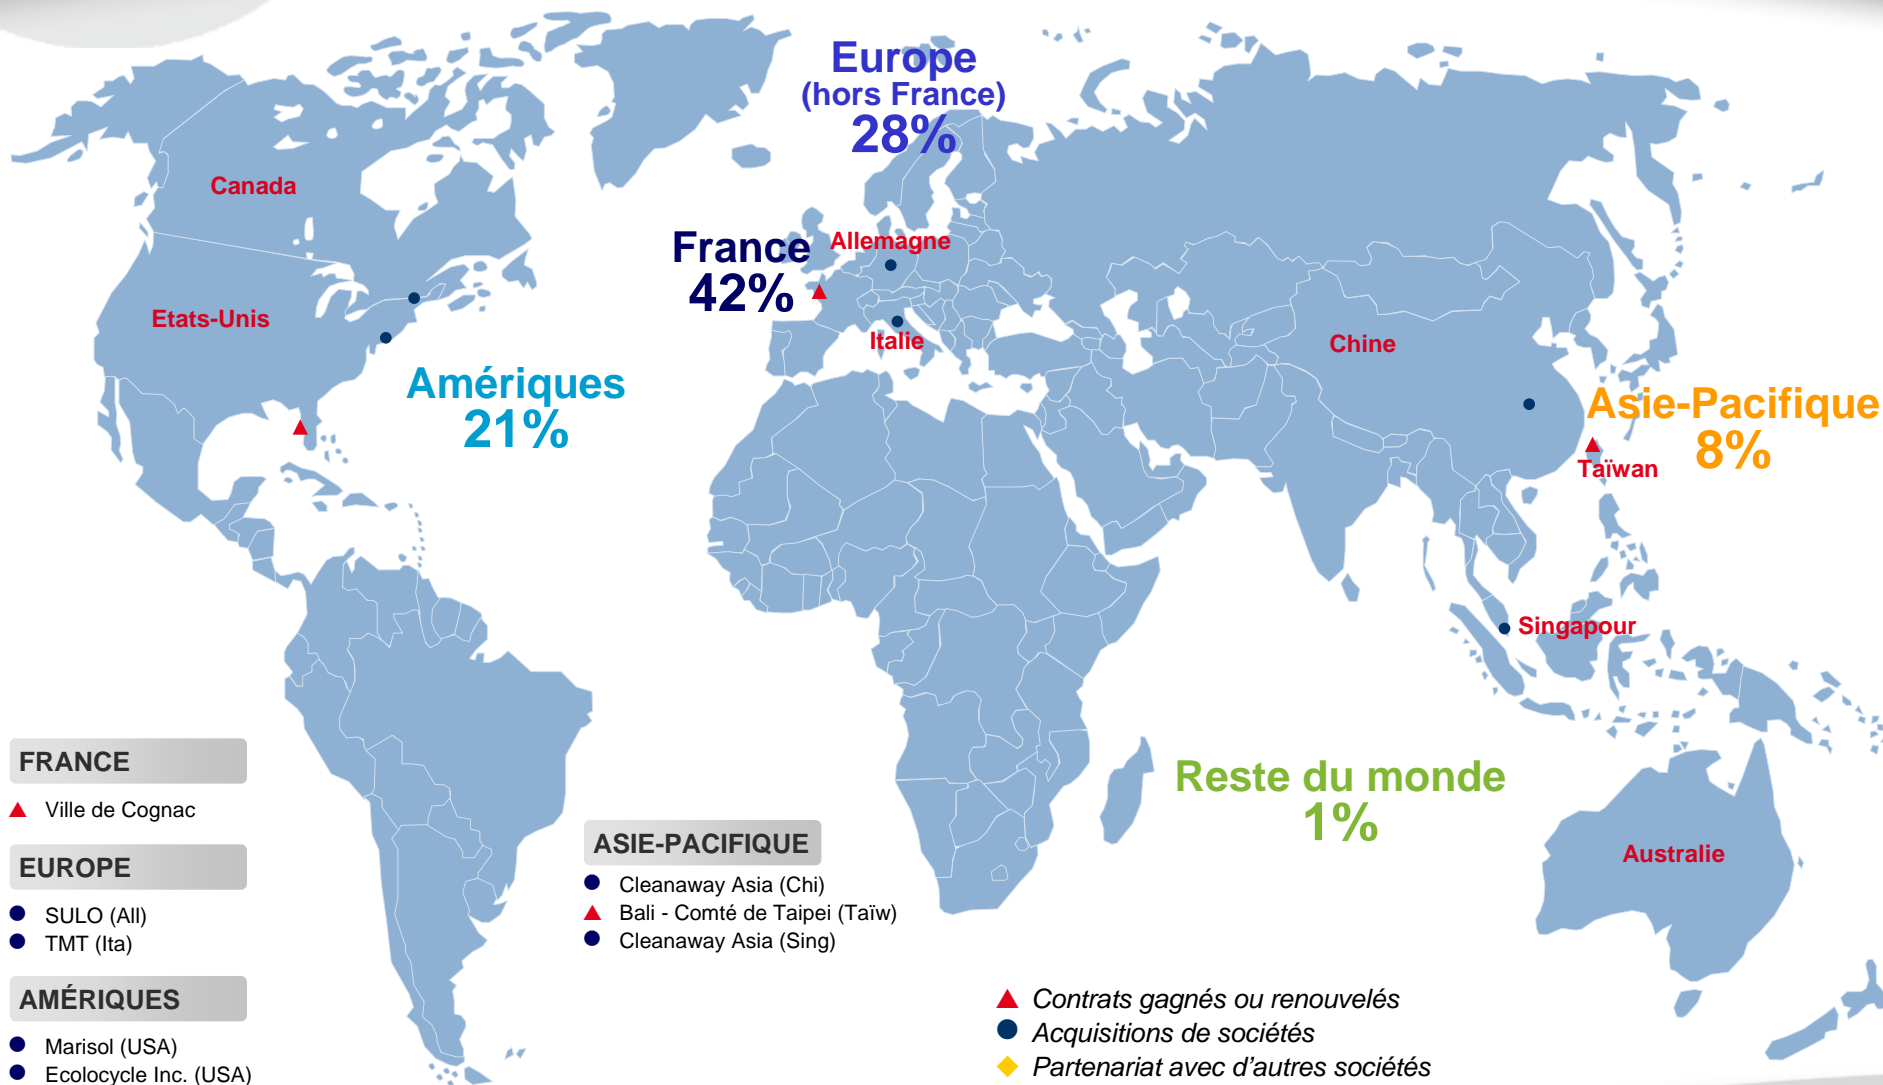 Europe
(hors France)
28%
Canada
France
42%
Allemagne
Etats-Unis
Italie
Chine
Amériques
21%
Asie-Pacifique
8%
Taïwan
Singapour
Reste du monde
1%
Australie
FRANCE
Ville de Cognac
EUROPE
SULO (All)
TMT (Ita)
AMÉRIQUES
Marisol (USA)
Ecolocycle Inc. (USA)
ASIE-PACIFIQUE
Cleanaway Asia (Chi)
Bali - Comté de Taipei (Taïw)
Cleanaway Asia (Sing)
Contrats gagnés ou renouvelés
Acquisitions de sociétés
Partenariat avec d'autres sociétés